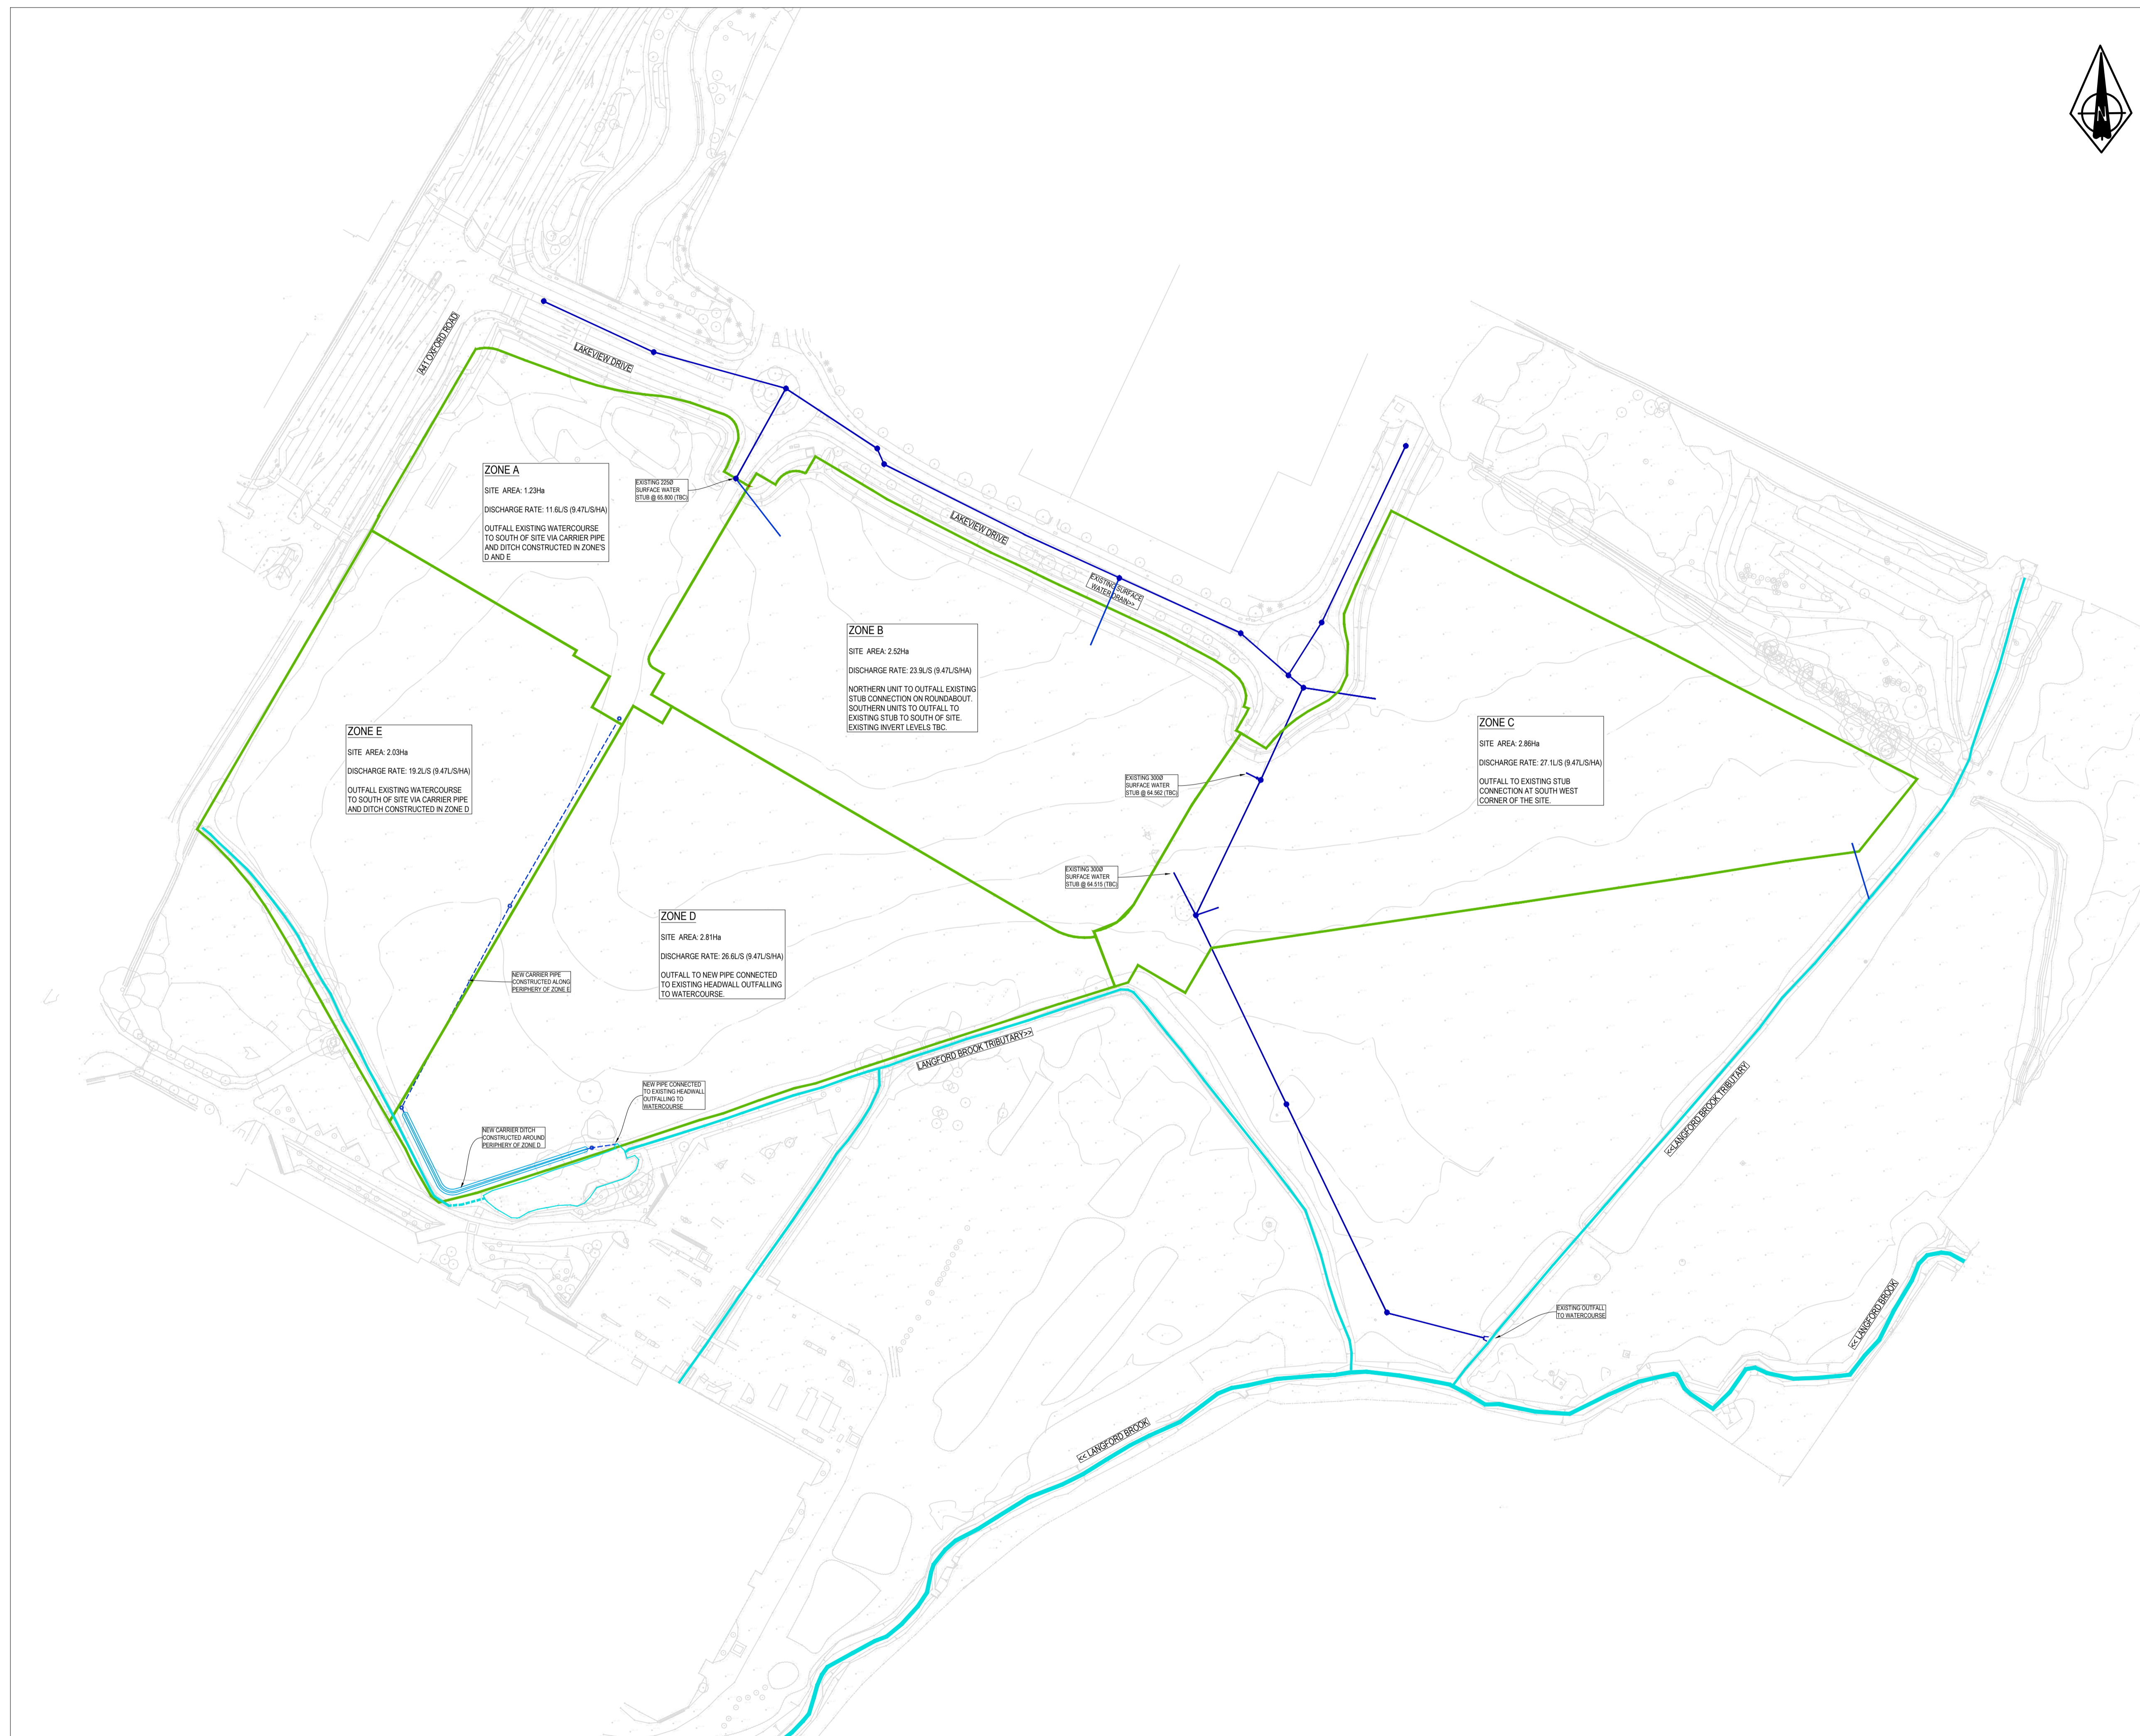 N
A41 OXFORD ROAD
LAKEVIEW DRIVE
ZONE A
SITE AREA: 1.23Ha
DISCHARGE RATE: 11.6L/S (9.47L/S/HA)
OUTFALL EXISTING WATERCOURSE
TO SOUTH OF SITE VIA CARRIER PIPE
AND DITCH CONSTRUCTED IN ZONE'S
D AND E
EXISTING 225Ø
SURFACE WATER
STUB @ 65.800 (TBC)
LAKEVIEW DRIVE
EXISTING SURFACE
WATER DRAIN>>
ZONE B
SITE AREA: 2.52Ha
DISCHARGE RATE: 23.9L/S (9.47L/S/HA)
NORTHERN UNIT TO OUTFALL EXISTING
STUB CONNECTION ON ROUNDABOUT.
SOUTHERN UNITS TO OUTFALL TO
EXISTING STUB TO SOUTH OF SITE.
EXISTING INVERT LEVELS TBC.
ZONE C
SITE AREA: 2.86Ha
DISCHARGE RATE: 27.1L/S (9.47L/S/HA)
OUTFALL TO EXISTING STUB
CONNECTION AT SOUTH WEST
CORNER OF THE SITE.
ZONE E
SITE AREA: 2.03Ha
DISCHARGE RATE: 19.2L/S (9.47L/S/HA)
OUTFALL EXISTING WATERCOURSE
TO SOUTH OF SITE VIA CARRIER PIPE
AND DITCH CONSTRUCTED IN ZONE D
EXISTING 300Ø
SURFACE WATER
STUB @ 64.562 (TBC)
EXISTING 300Ø
SURFACE WATER
STUB @ 64.515 (TBC)
ZONE D
SITE AREA: 2.81Ha
DISCHARGE RATE: 26.6L/S (9.47L/S/HA)
OUTFALL TO NEW PIPE CONNECTED
TO EXISTING HEADWALL OUTFALLING
TO WATERCOURSE.
NEW CARRIER PIPE
CONSTRUCTED ALONG
PERIPHERY OF ZONE E
LANGFORD BROOK TRIBUTARY>>
NEW PIPE CONNECTED
TO EXISTING HEADWALL
OUTFALLING TO
WATERCOURSE
NEW CARRIER DITCH
CONSTRUCTED AROUND
PERIPHERY OF ZONE D
<<LANGFORD BROOK TRIBUTARY
EXISTING OUTFALL
TO WATERCOURSE
<< LANGFORD BROOK
<< LANGFORD BROOK